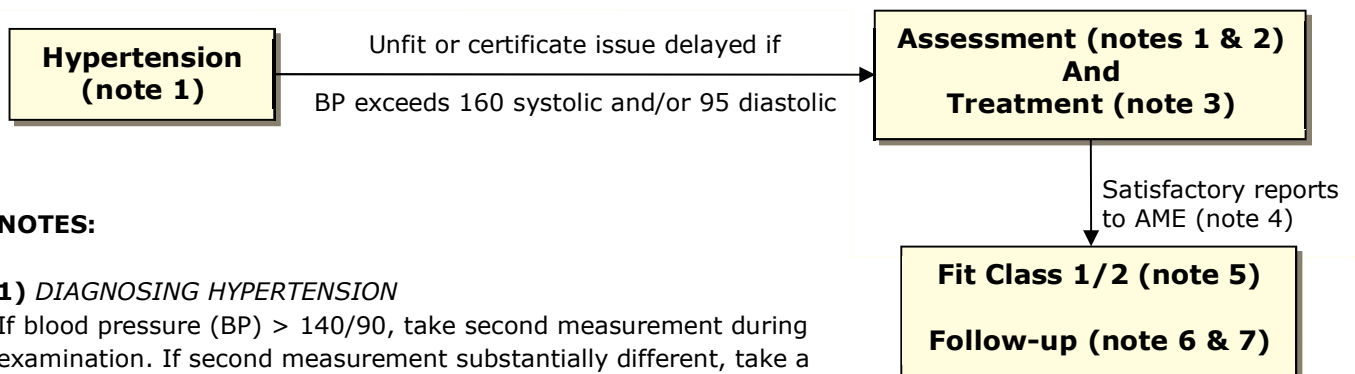 Hypertension
(note 1)
Unfit or certificate issue delayed if
BP exceeds 160 systolic and/or 95 diastolic
Assessment (notes 1 & 2)
And
Treatment (note 3)
Satisfactory reports
to AME (note 4)
Fit Class 1/2 (note 5)
Follow-up (note 6 & 7)
NOTES:
1) DIAGNOSING HYPERTENSION
If blood pressure (BP) > 140/90, take second measurement during
examination. If second measurement substantially different, take a